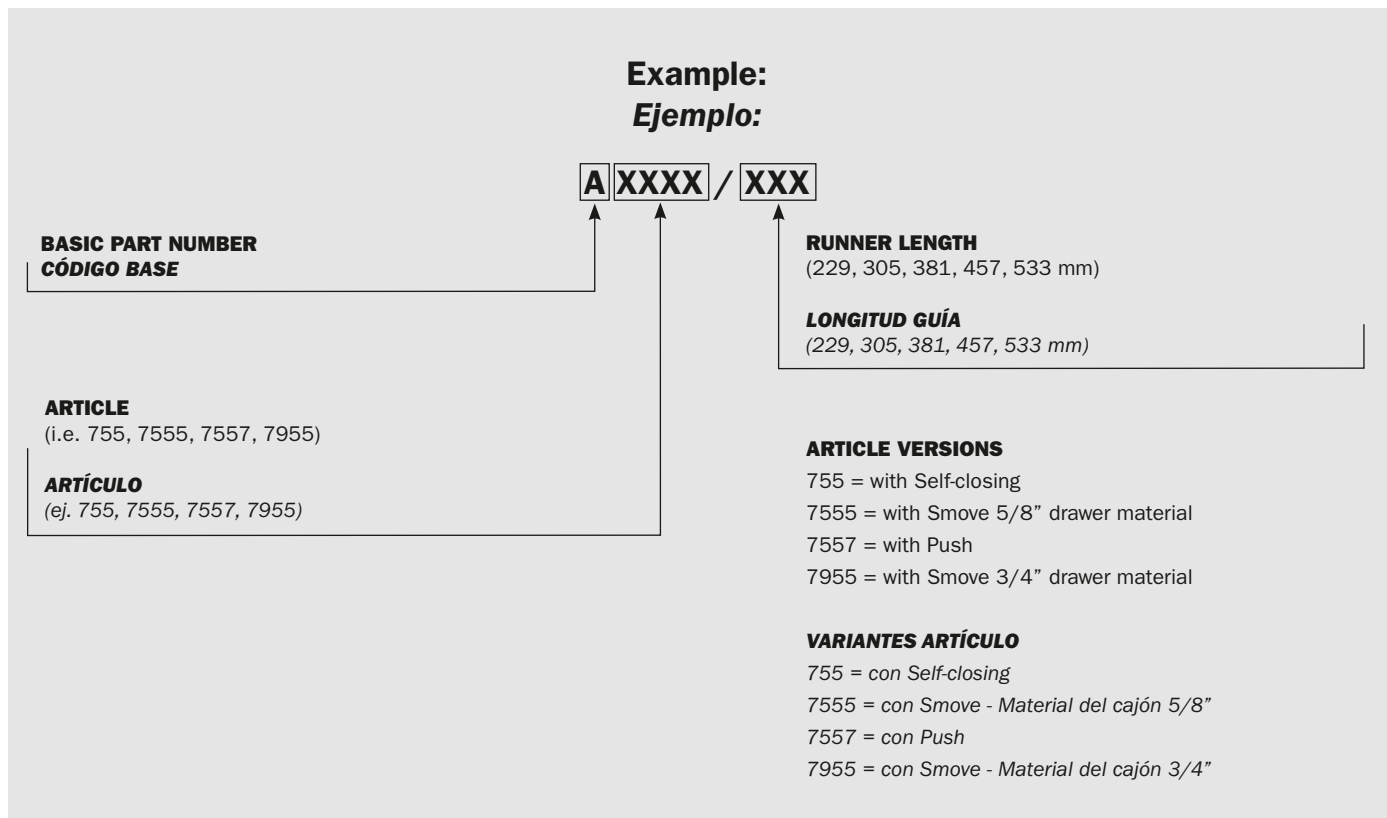 Example:
Ejemplo:
A XXXX / XXX
BASIC PART NUMBER
CÓDIGO BASE
RUNNER LENGTH
(229, 305, 381, 457, 533 mm)
LONGITUD GUÍA
(229, 305, 381, 457, 533 mm)
ARTICLE
(i.e. 755, 7555, 7557, 7955)
ARTÍCULO
(ej. 755, 7555, 7557, 7955)
ARTICLE VERSIONS
755 = with Self-closing
7555 = with Smove 5/8” drawer material
7557 = with Push
7955 = with Smove 3/4” drawer material
VARIANTES ARTÍCULO
755 = con Self-closing
7555 = con Smove - Material del cajón 5/8”
7557 = con Push
7955 = con Smove - Material del cajón 3/4”